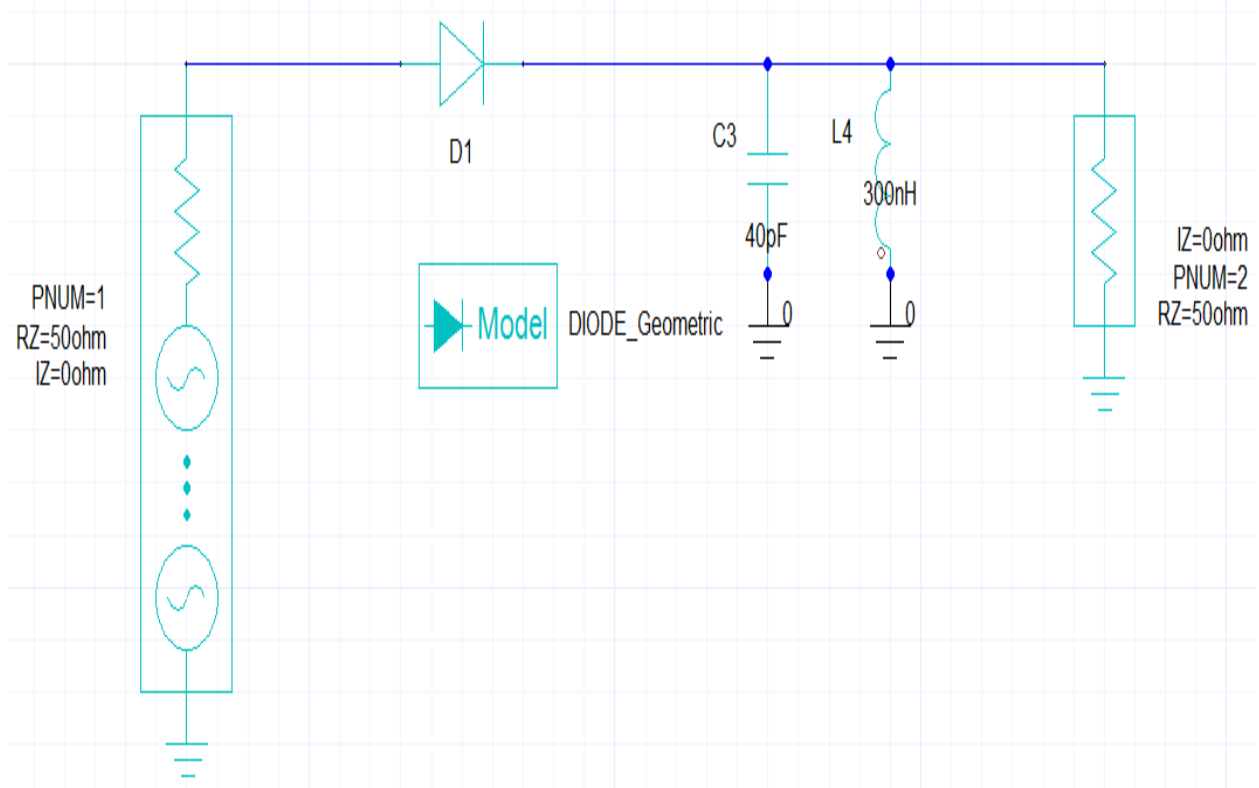 D1
C3
40pF
0
L4
300nH
0
PNUM=1
RZ=50ohm
IZ=0ohm
Model
DIODE_Geometric
IZ=0ohm
PNUM=2
RZ=50ohm